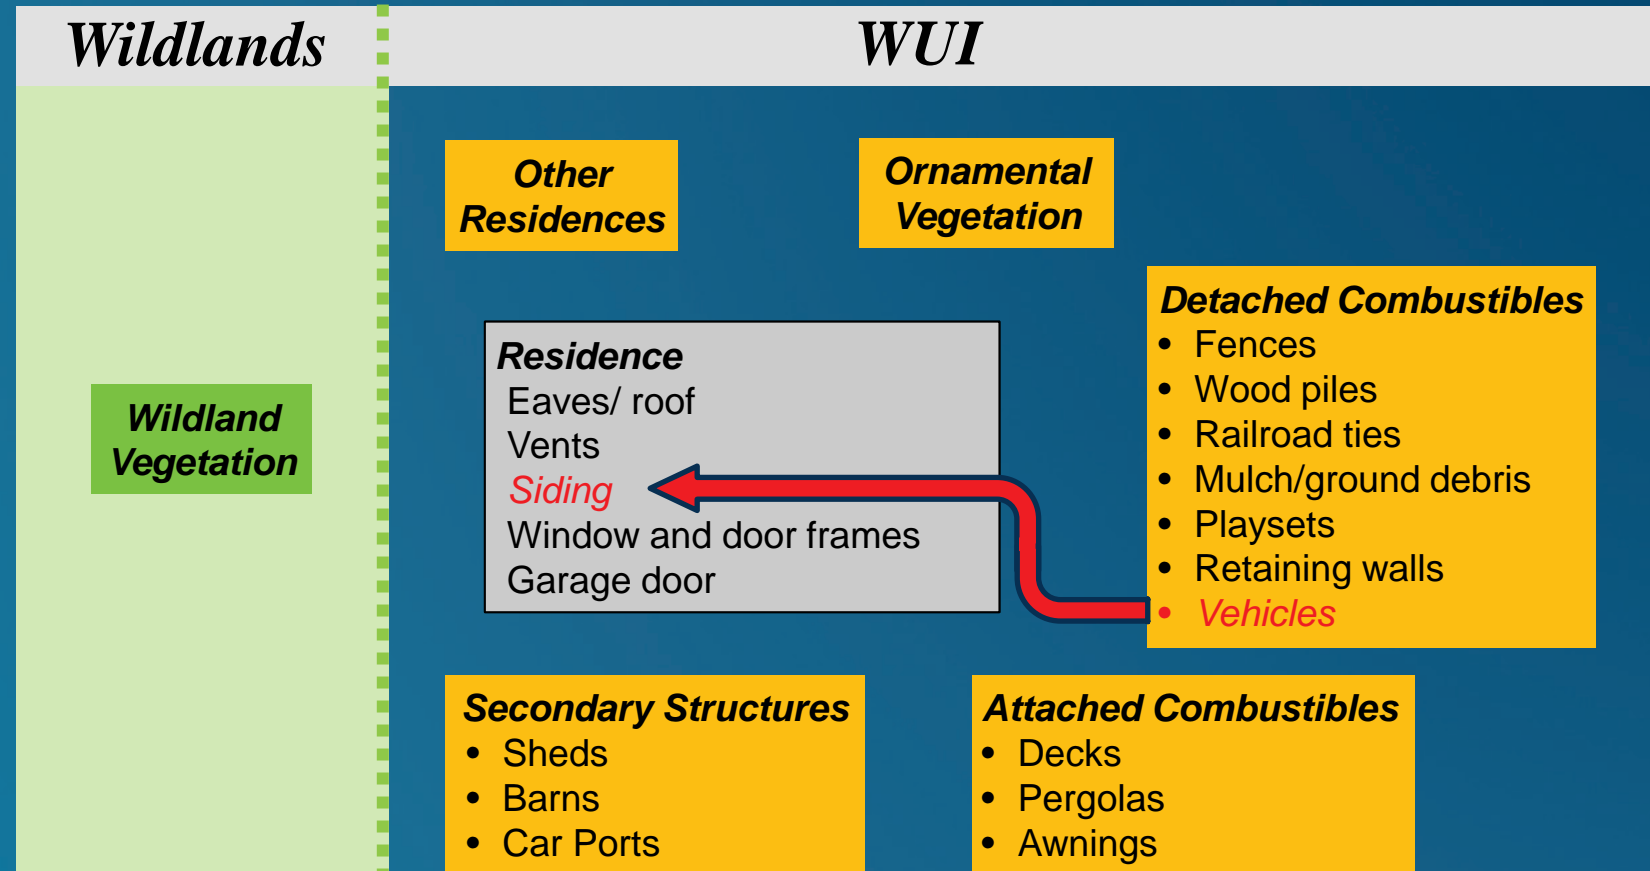 Wildlands
WUI
Other
Residences
Ornamental
Vegetation
Wildland
Vegetation
Residence
Eaves/ roof
Vents
Siding
Window and door frames
Garage door
Detached Combustibles
• Fences
• Wood piles
• Railroad ties
• Mulch/ground debris
• Playsets
• Retaining walls
• Vehicles
Secondary Structures
• Sheds
• Barns
• Car Ports
Attached Combustibles
• Decks
• Pergolas
• Awnings